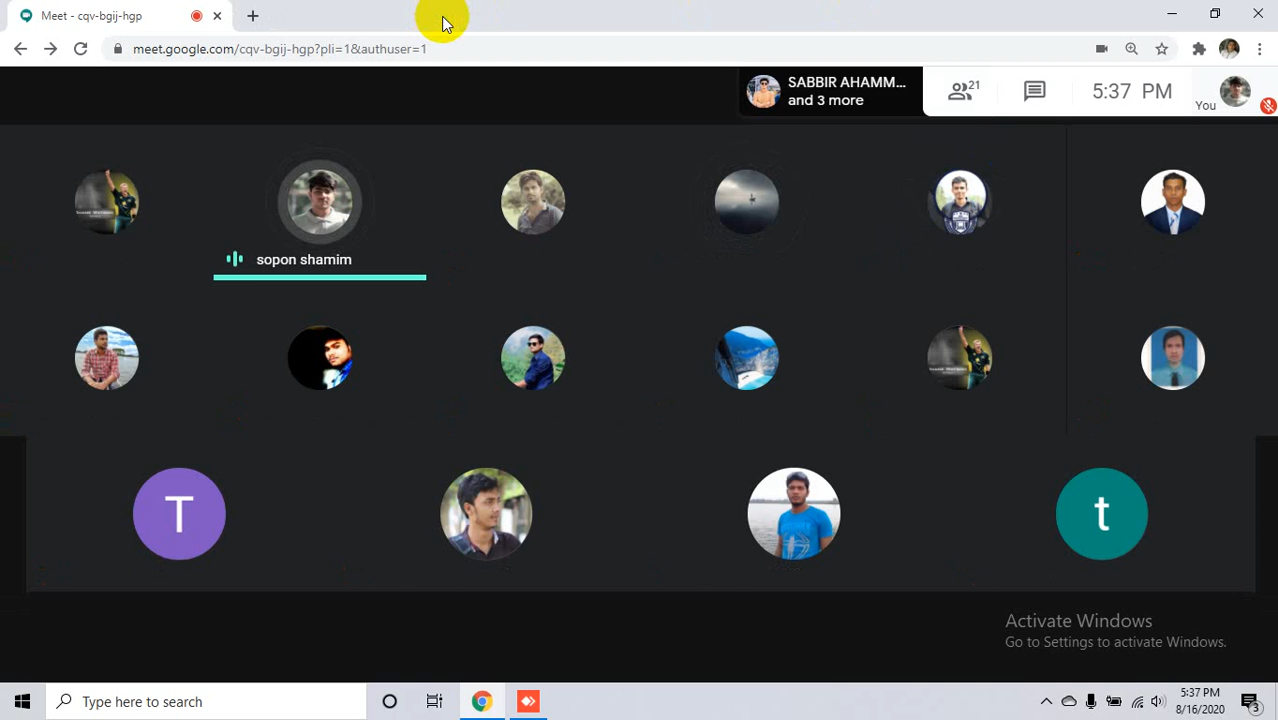 Meet - cqv-bgij-hgp
meet.google.com/cqv-bgij-hgp?pli=1&authuser=1
SABBIR AHAMM...
and 3 more
21
5:37 PM
You
sopon shamim
T
t
Activate Windows
Go to Settings to activate Windows.
Type here to search
5:37 PM
8/16/2020
3